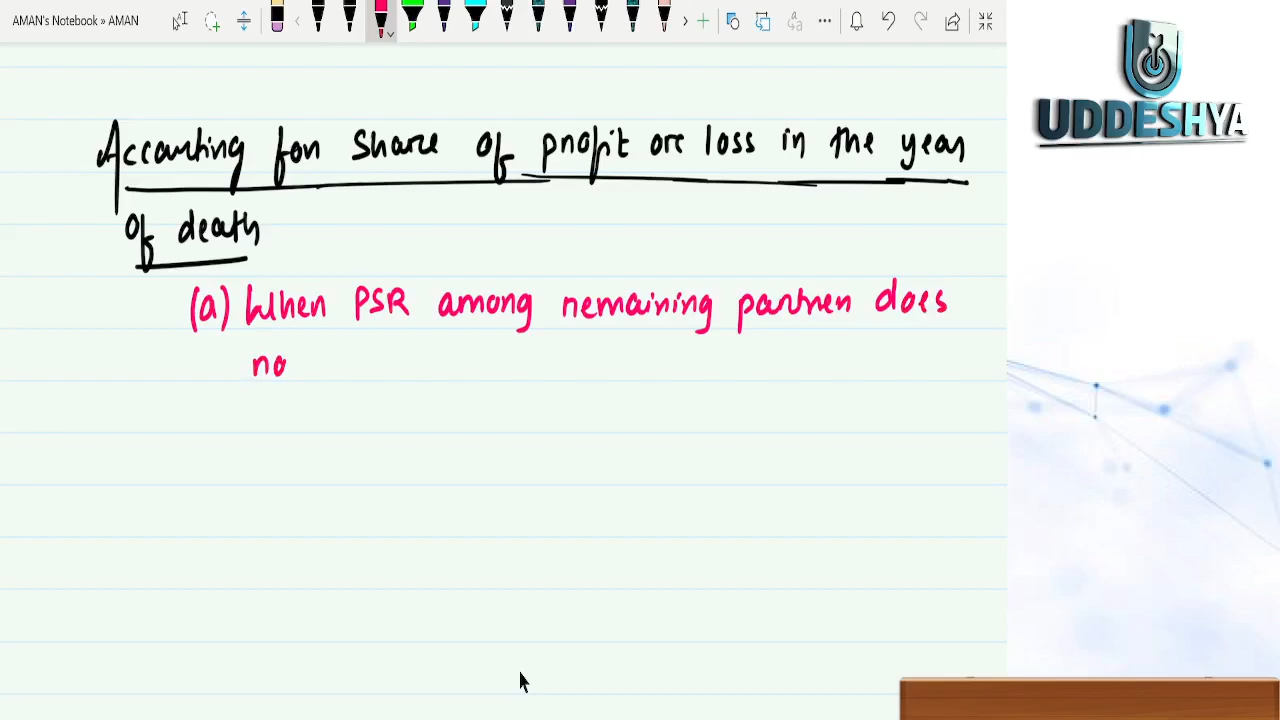 AMAN's Notebook » AMAN
UDDESHYA
Accounting for Share of profit or loss in the year
of death
(a) When PSR among remaining partner does
no